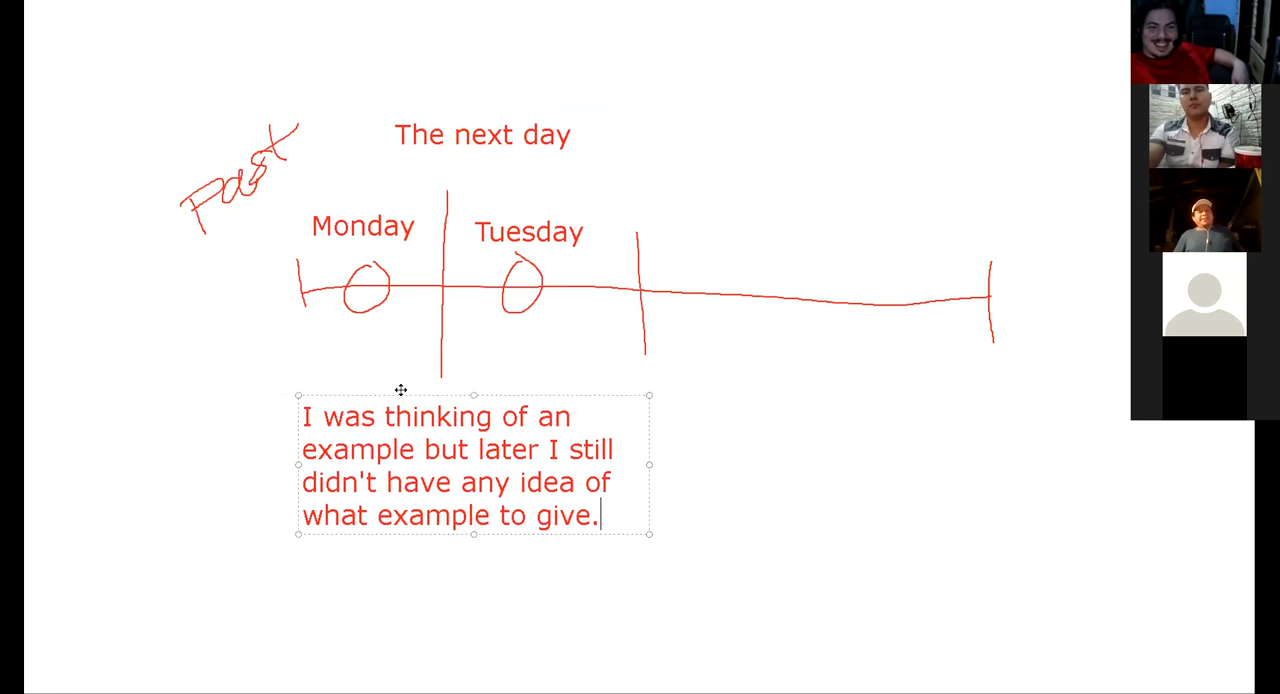 The next day
Past
Monday
Tuesday
I was thinking of an
example but later I still
didn't have any idea of
what example to give.